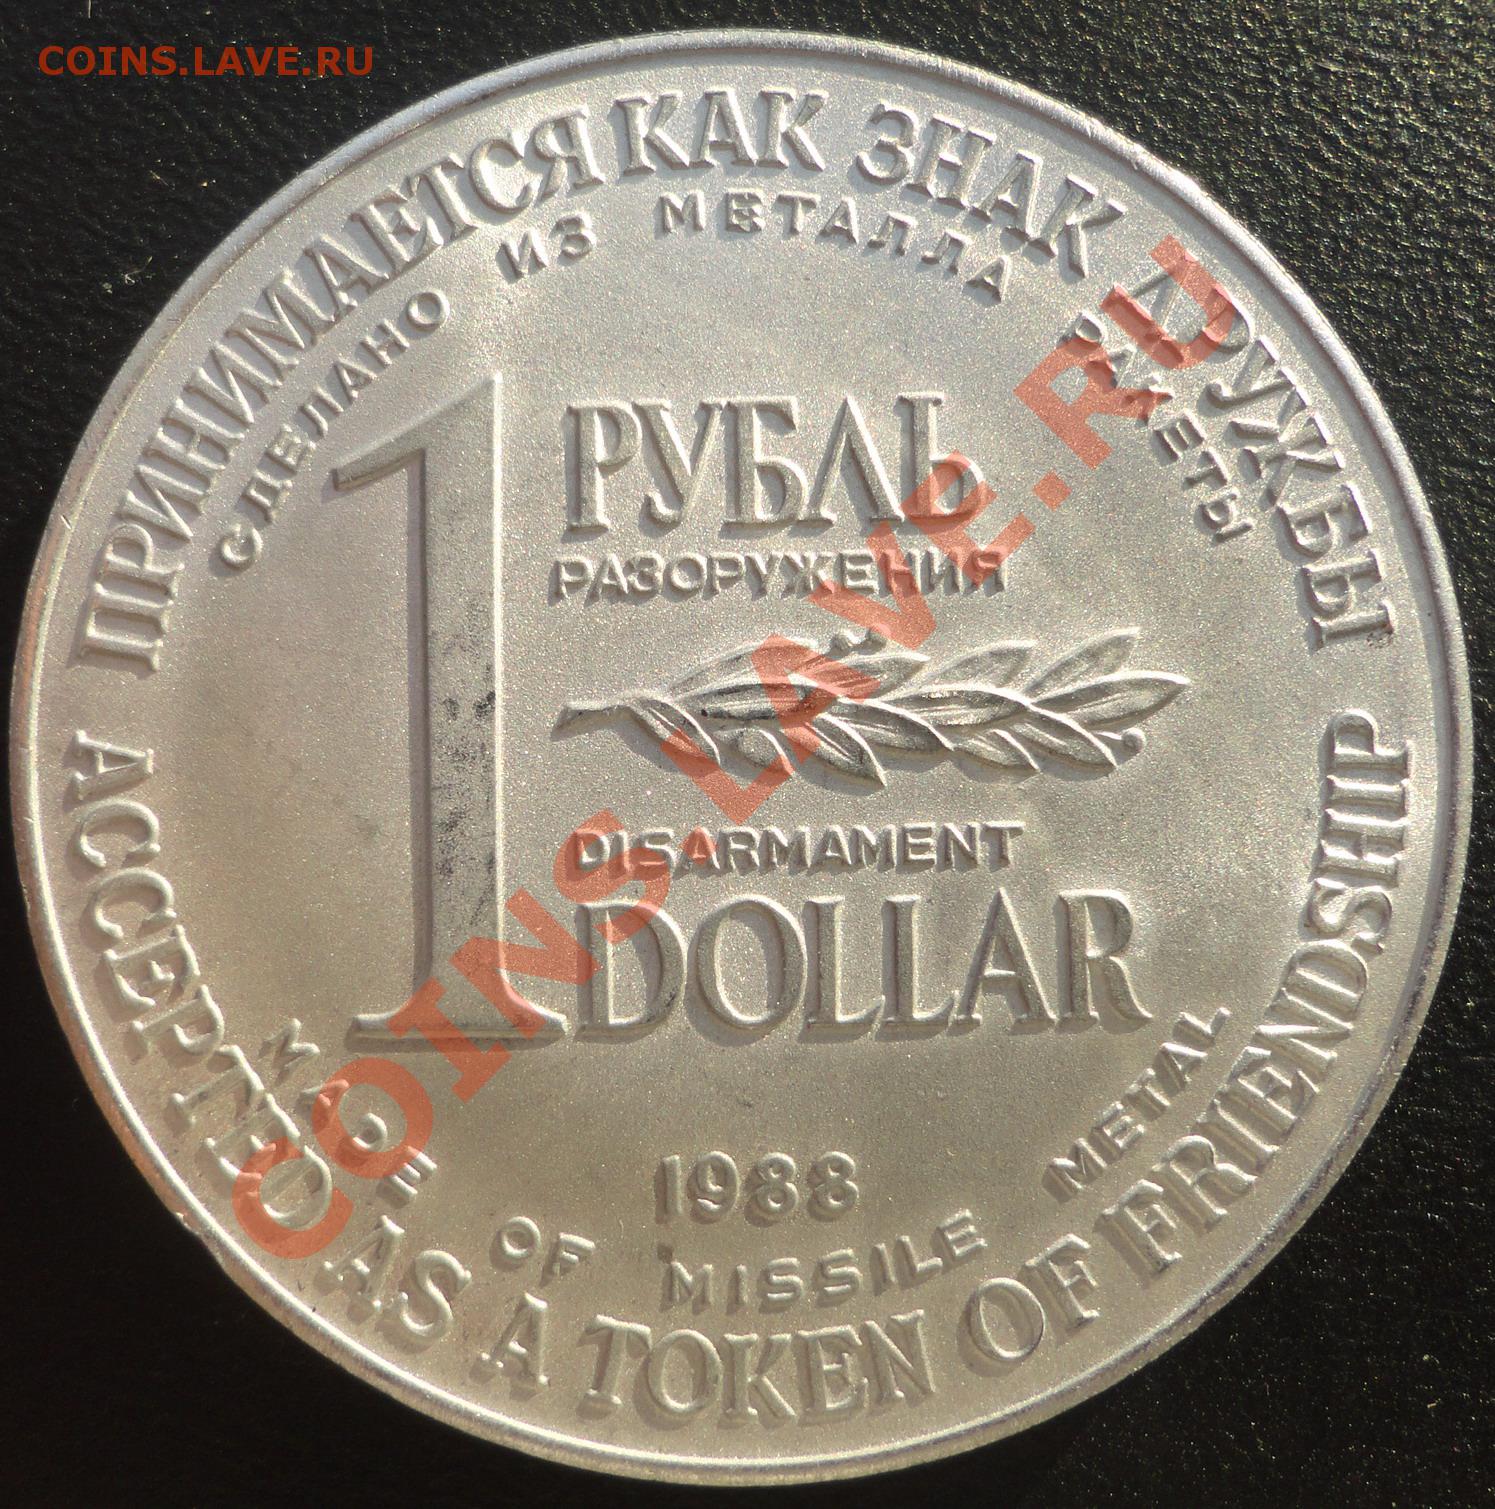 COINS.LAVE.RU
ПРИНИМАЕТСЯ КАК ЗНАК ДРУЖБЫ
СДЕЛАНО ИЗ МЕТАЛЛА РАКЕТЫ
1 РУБЛЬ
РАЗОРУЖЕНИЯ
DISARMAMENT
DOLLAR
1988
MADE OF MISSILE METAL
ACCEPTED AS A TOKEN OF FRIENDSHIP
COINS.LAVE.RU